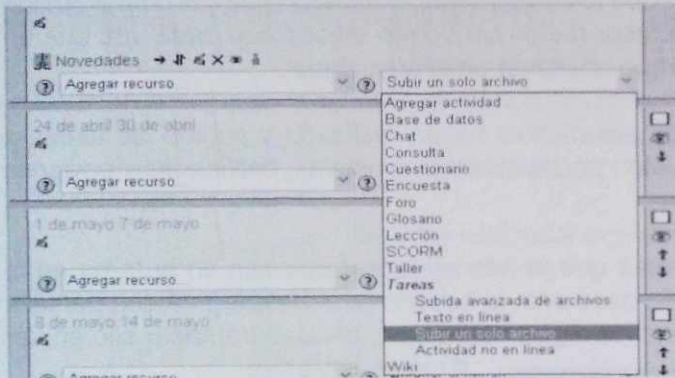 Novedades
Agregar recurso... Subir un solo archivo
Agregar actividad...
Base de datos
24 de abril 30 de abril
Chat
Consulta
Cuestionario
Agregar recurso...
Encuesta
Foro
Glosario
1 de mayo 7 de mayo
Lección
SCORM
Taller
Agregar recurso...
Tareas
Subida avanzada de archivos
Texto en línea
8 de mayo 14 de mayo
Subir un solo archivo
Actividad no en línea
Wiki
Agregar recurso...